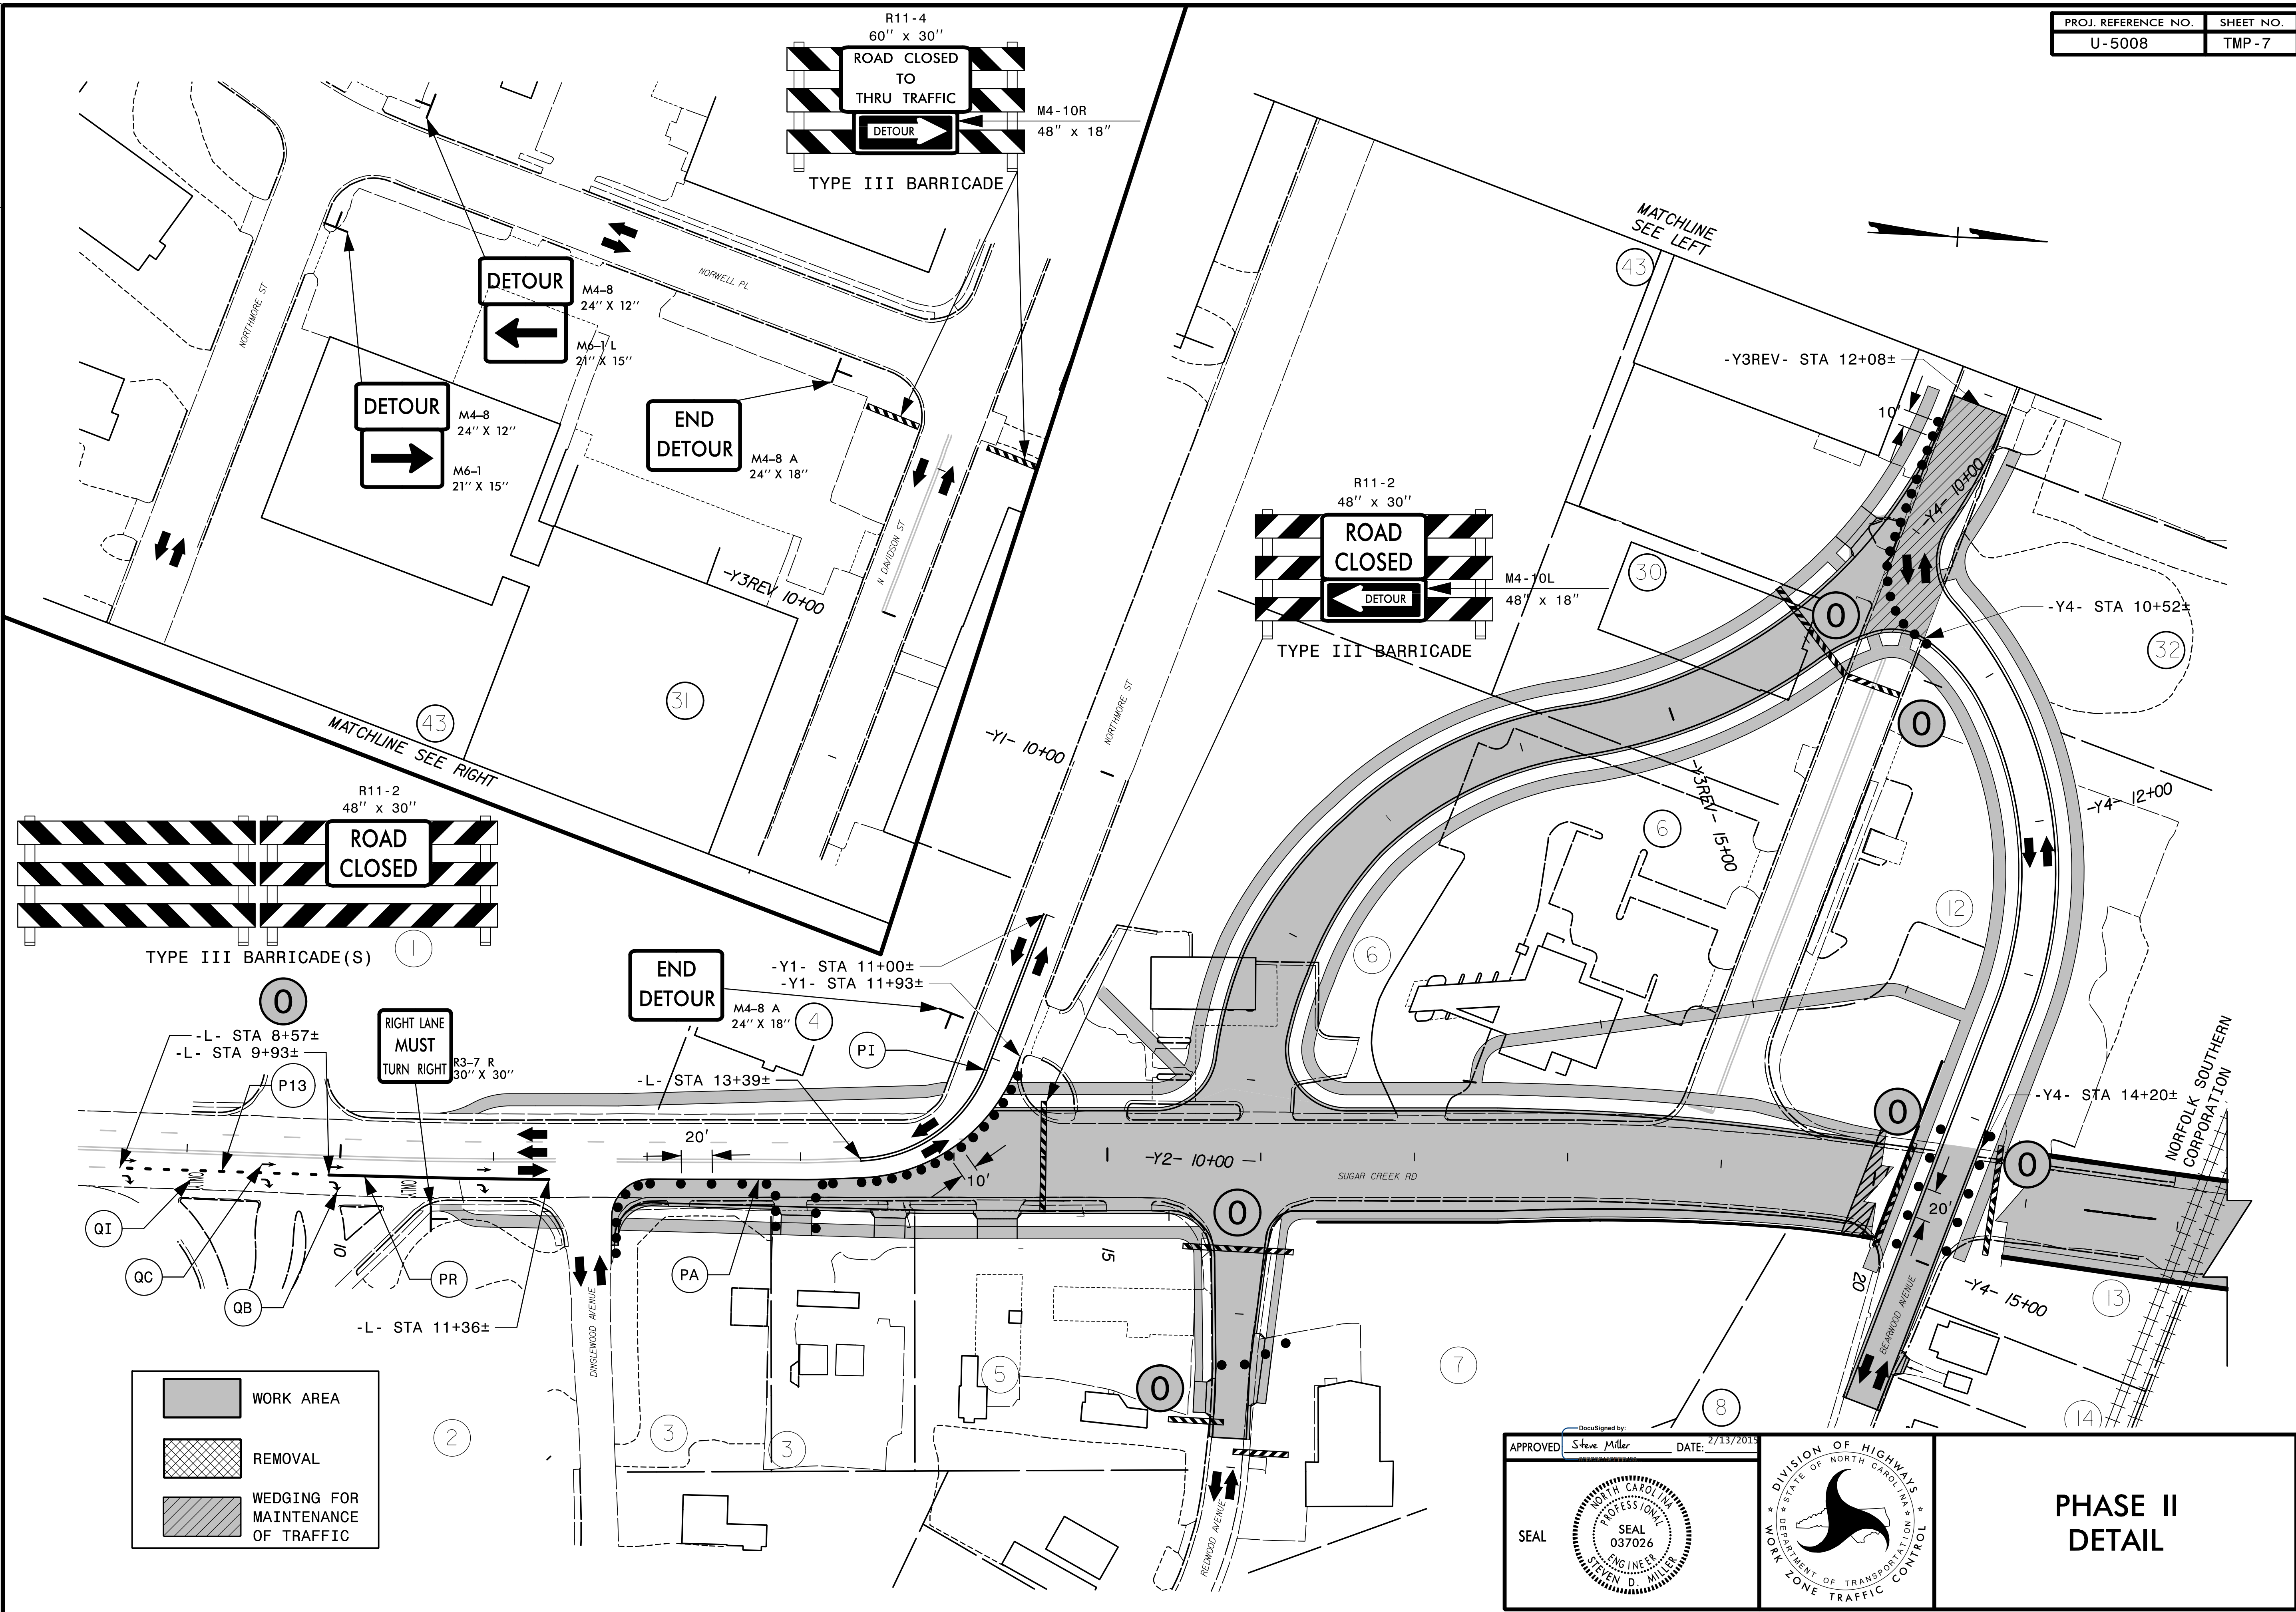 PROJ. REFERENCE NO.
SHEET NO.
U-5008
TMP-7
R11-4
60'' x 30''
ROAD CLOSED
TO
THRU TRAFFIC
DETOUR
M4-10R
48'' x 18''
TYPE III BARRICADE
MATCHLINE
SEE LEFT
43
NORTHMORE ST
NORWELL PL
DETOUR
M4-8
24'' X 12''
M6-1 L
21'' X 15''
DETOUR
M4-8
24'' X 12''
M6-1
21'' X 15''
END
DETOUR
M4-8 A
24'' X 18''
N DAVIDSON ST
-Y3REV 10+00
31
43
MATCHLINE SEE RIGHT
-Y3REV- STA 12+08±
10'
-Y4- 10+00
R11-2
48'' x 30''
ROAD
CLOSED
DETOUR
M4-10L
48'' x 18''
TYPE III BARRICADE
30
O
-Y4- STA 10+52±
32
O
-Y1- 10+00
NORTHMORE ST
-Y3REV- 15+00
6
-Y4- 12+00
12
6
R11-2
48'' x 30''
ROAD
CLOSED
TYPE III BARRICADE(S)
1
O
-L- STA 8+57±
-L- STA 9+93±
P13
RIGHT LANE
MUST
TURN RIGHT
R3-7 R
30'' X 30''
END
DETOUR
M4-8 A
24'' X 18''
4
-Y1- STA 11+00±
-Y1- STA 11+93±
PI
-L- STA 13+39±
20'
10'
-Y2- 10+00
SUGAR CREEK RD
O
O
O
-Y4- STA 14+20±
NORFOLK SOUTHERN
CORPORATION
20'
ONLY
ONLY
QI
QC
QB
10
PR
PA
-L- STA 11+36±
DINGLEWOOD AVENUE
15
20
BEARWOOD AVENUE
-Y4- 15+00
13
14
2
3
3
5
O
7
8
REDWOOD AVENUE
WORK AREA
REMOVAL
WEDGING FOR
MAINTENANCE
OF TRAFFIC
DocuSigned by:
APPROVED Steve Miller DATE: 2/13/2015
SEAL
NORTH CAROLINA
PROFESSIONAL
SEAL
037026
ENGINEER
STEVEN D. MILLER
DIVISION OF HIGHWAYS
STATE OF NORTH CAROLINA
DEPARTMENT OF TRANSPORTATION
WORK ZONE TRAFFIC CONTROL
PHASE II
DETAIL